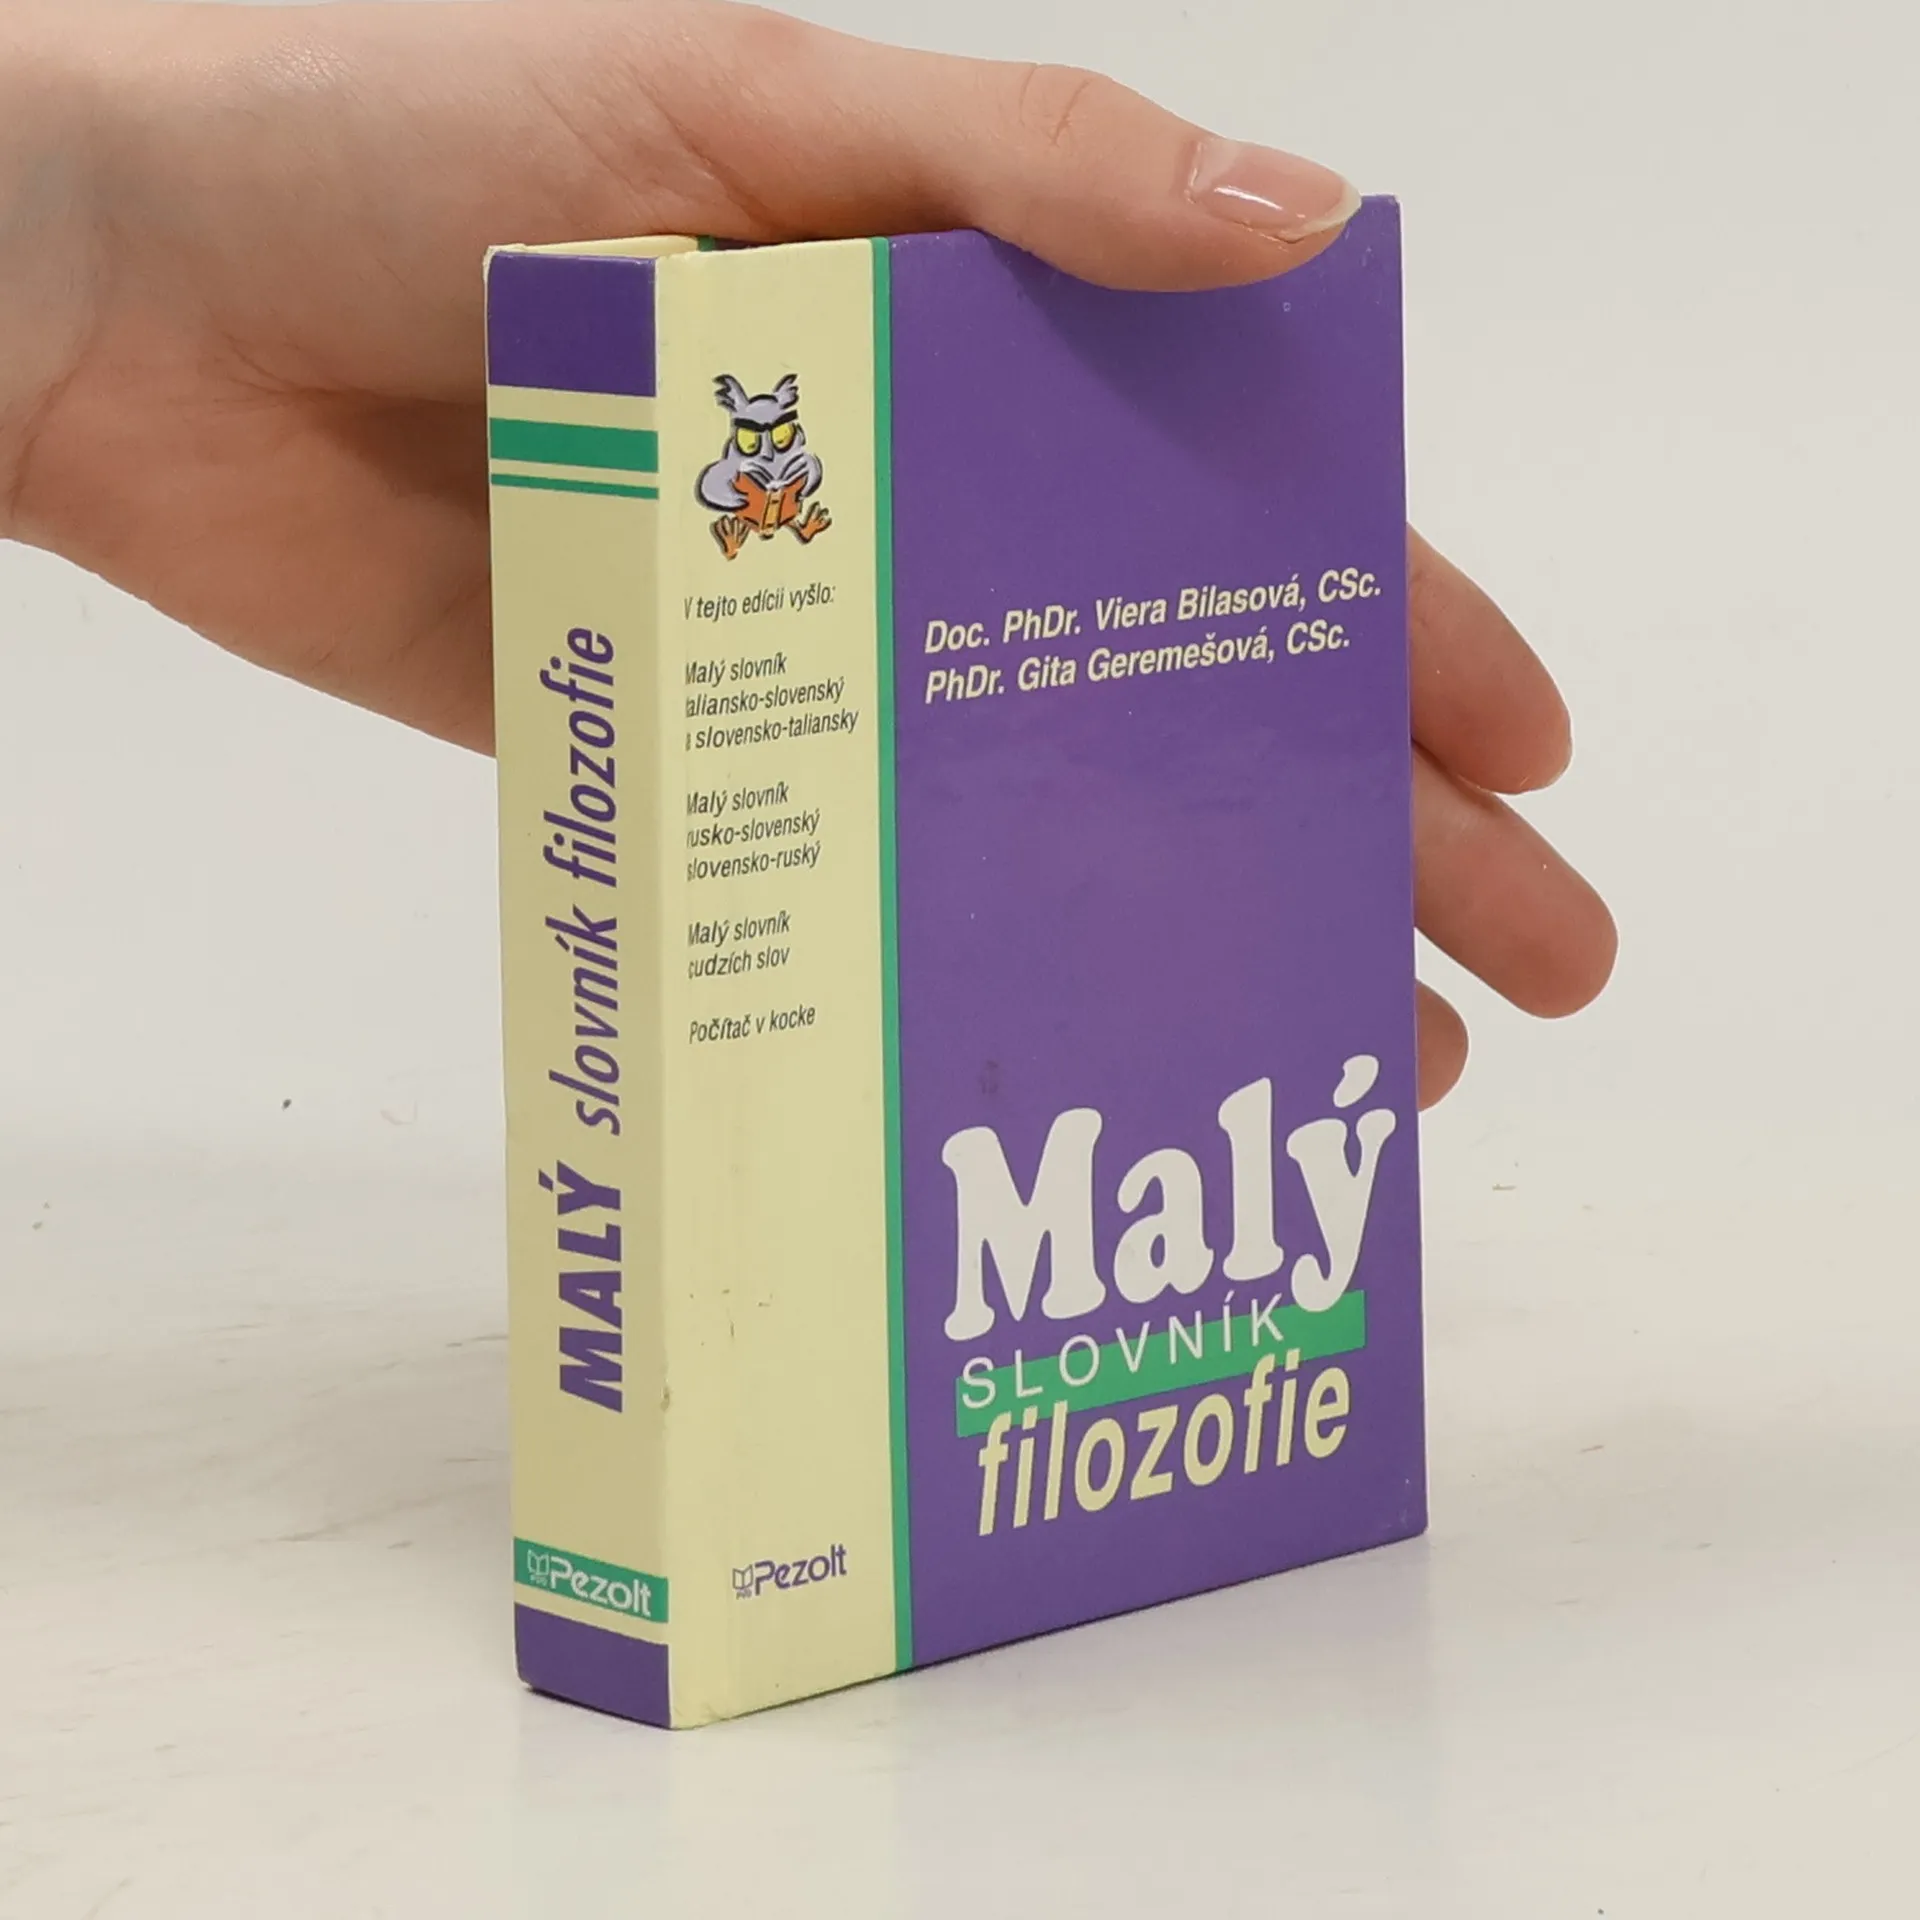 MALÝ slovník filozofie
Pezolt
V tejto edícii vyšlo:
Malý slovník
taliansko-slovenský
a slovensko-taliansky
Malý slovník
rusko-slovenský
slovensko-ruský
Malý slovník
cudzích slov
Počítač v kocke
Pezolt
Doc. PhDr. Viera Bilasová, CSc.
PhDr. Gita Geremešová, CSc.
Malý
SLOVNÍK
filozofie